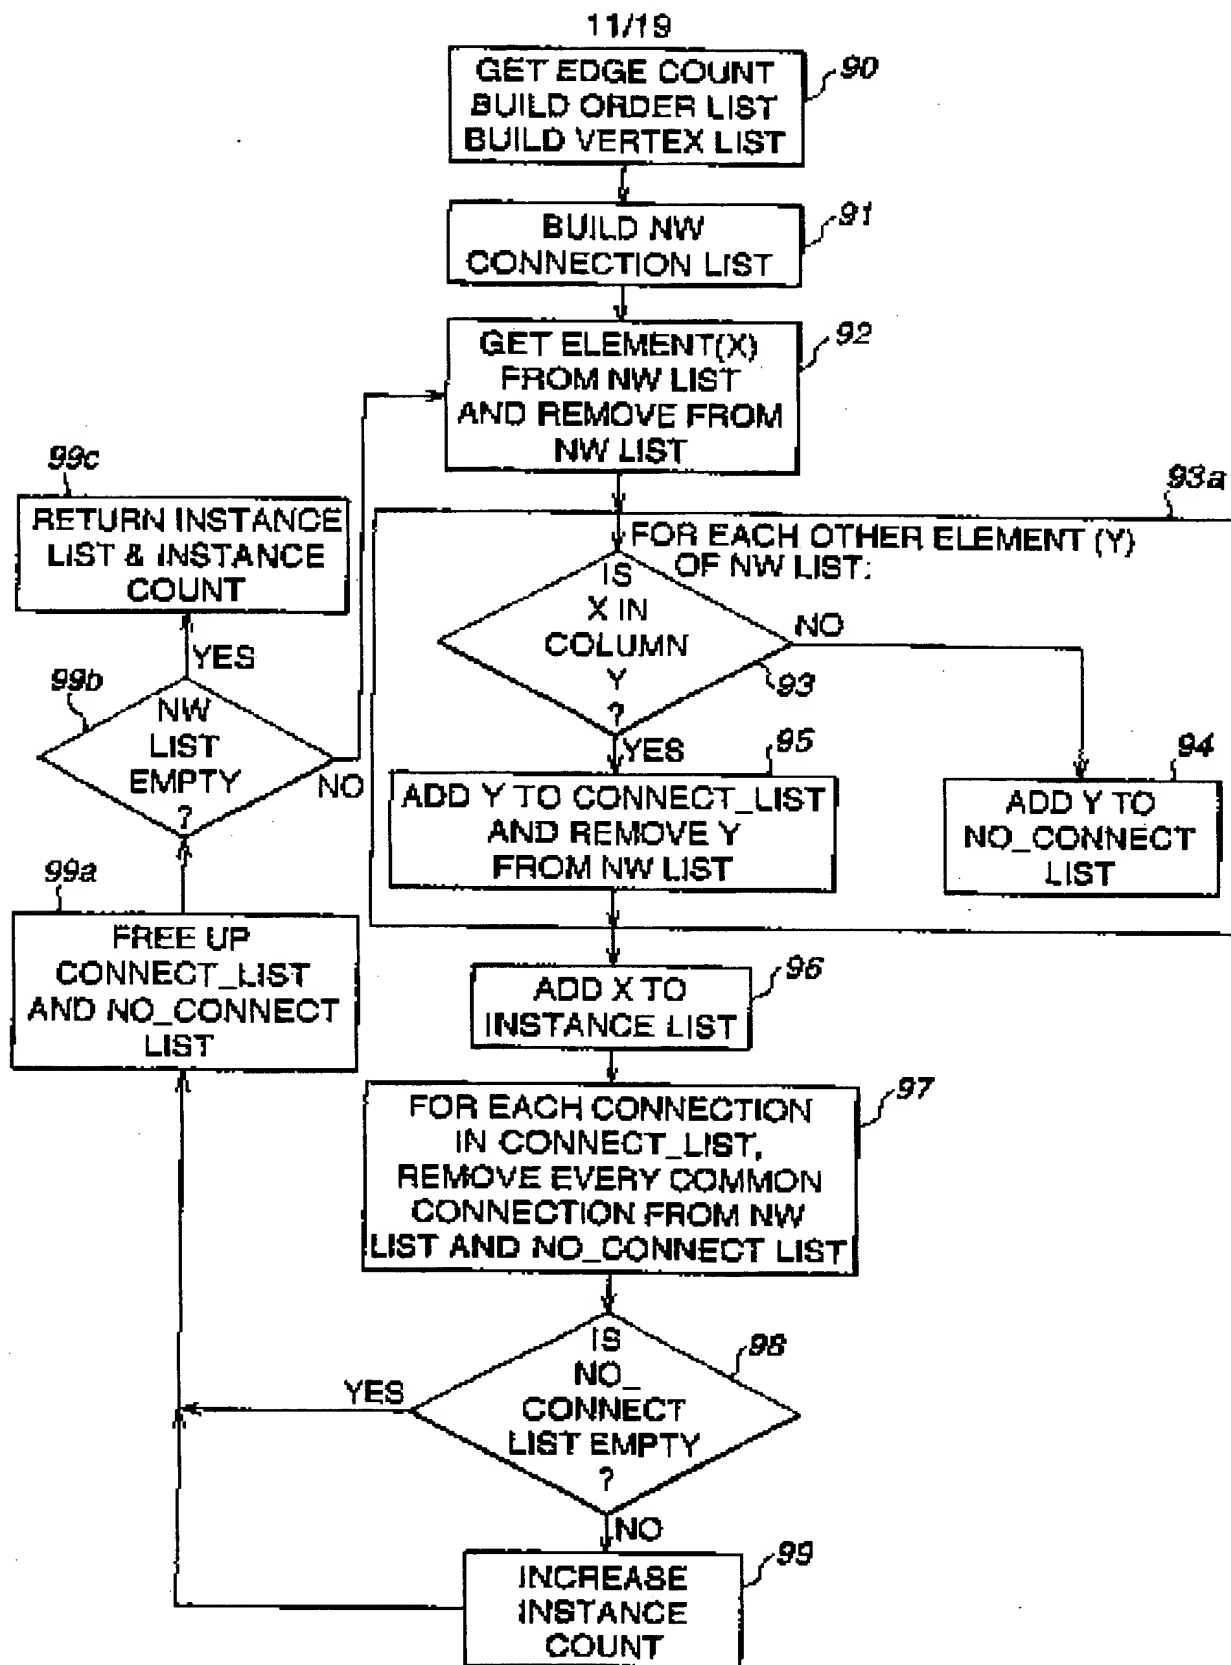 11/19
GET EDGE COUNT
BUILD ORDER LIST
BUILD VERTEX LIST
90
BUILD NW
CONNECTION LIST
91
GET ELEMENT(X)
FROM NW LIST
AND REMOVE FROM
NW LIST
92
93a
FOR EACH OTHER ELEMENT (Y)
OF NW LIST:
IS
X IN
COLUMN
Y
?
93
NO
YES
94
ADD Y TO
NO_CONNECT
LIST
95
ADD Y TO CONNECT_LIST
AND REMOVE Y
FROM NW LIST
96
ADD X TO
INSTANCE LIST
97
FOR EACH CONNECTION
IN CONNECT_LIST,
REMOVE EVERY COMMON
CONNECTION FROM NW
LIST AND NO_CONNECT LIST
98
IS
NO_
CONNECT
LIST EMPTY
?
YES
NO
99
INCREASE
INSTANCE
COUNT
99a
FREE UP
CONNECT_LIST
AND NO_CONNECT
LIST
99b
NW
LIST
EMPTY
?
NO
YES
99c
RETURN INSTANCE
LIST & INSTANCE
COUNT